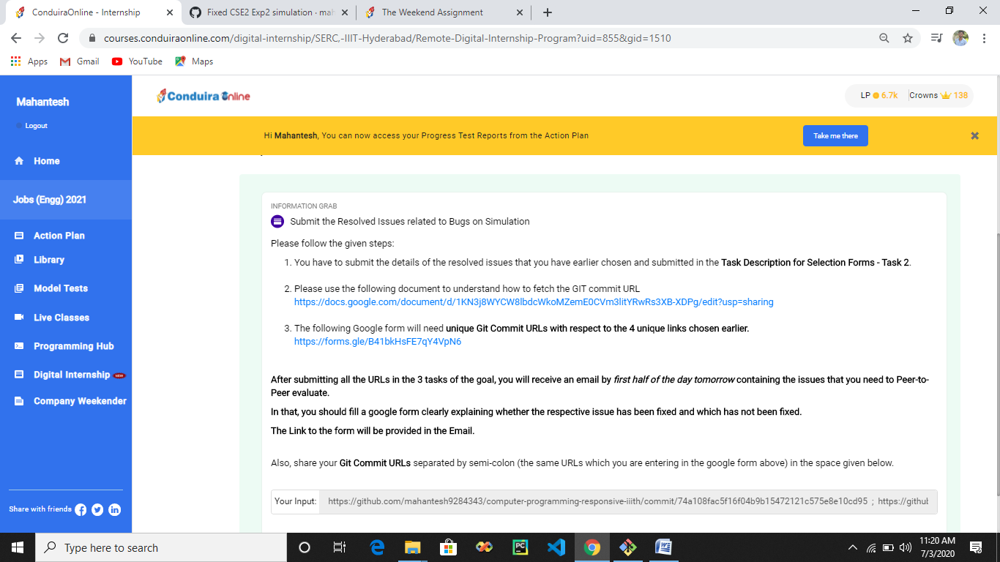 ConduiraOnline - Internship
Fixed CSE2 Exp2 simulation · mah
The Weekend Assignment
courses.conduiraonline.com/digital-internship/SERC,-IIIT-Hyderabad/Remote-Digital-Internship-Program?uid=855&gid=1510
Apps
Gmail
YouTube
Maps
Mahantesh
Logout
Home
Jobs (Engg) 2021
Action Plan
Library
Model Tests
Live Classes
Programming Hub
Digital Internship NEW
Company Weekender
Share with friends
Conduira Online
LP 6.7k Crowns 138
Hi Mahantesh, You can now access your Progress Test Reports from the Action Plan
Take me there
INFORMATION GRAB
Submit the Resolved Issues related to Bugs on Simulation
Please follow the given steps:
1. You have to submit the details of the resolved issues that you have earlier chosen and submitted in the Task Description for Selection Forms - Task 2.
2. Please use the following document to understand how to fetch the GIT commit URL
https://docs.google.com/document/d/1KN3j8WYCW8lbdcWkoMZemE0CVm3litYRwRs3XB-XDPg/edit?usp=sharing
3. The following Google form will need unique Git Commit URLs with respect to the 4 unique links chosen earlier.
https://forms.gle/B41bkHsFE7qY4VpN6
After submitting all the URLs in the 3 tasks of the goal, you will receive an email by first half of the day tomorrow containing the issues that you need to Peer-to-
Peer evaluate.
In that, you should fill a google form clearly explaining whether the respective issue has been fixed and which has not been fixed.
The Link to the form will be provided in the Email.
Also, share your Git Commit URLs separated by semi-colon (the same URLs which you are entering in the google form above) in the space given below.
Your Input: https://github.com/mahantesh9284343/computer-programming-responsive-iiith/commit/74a108fac5f16f04b9b15472121c575e8e10cd95 ; https://github
Type here to search
11:20 AM
7/3/2020